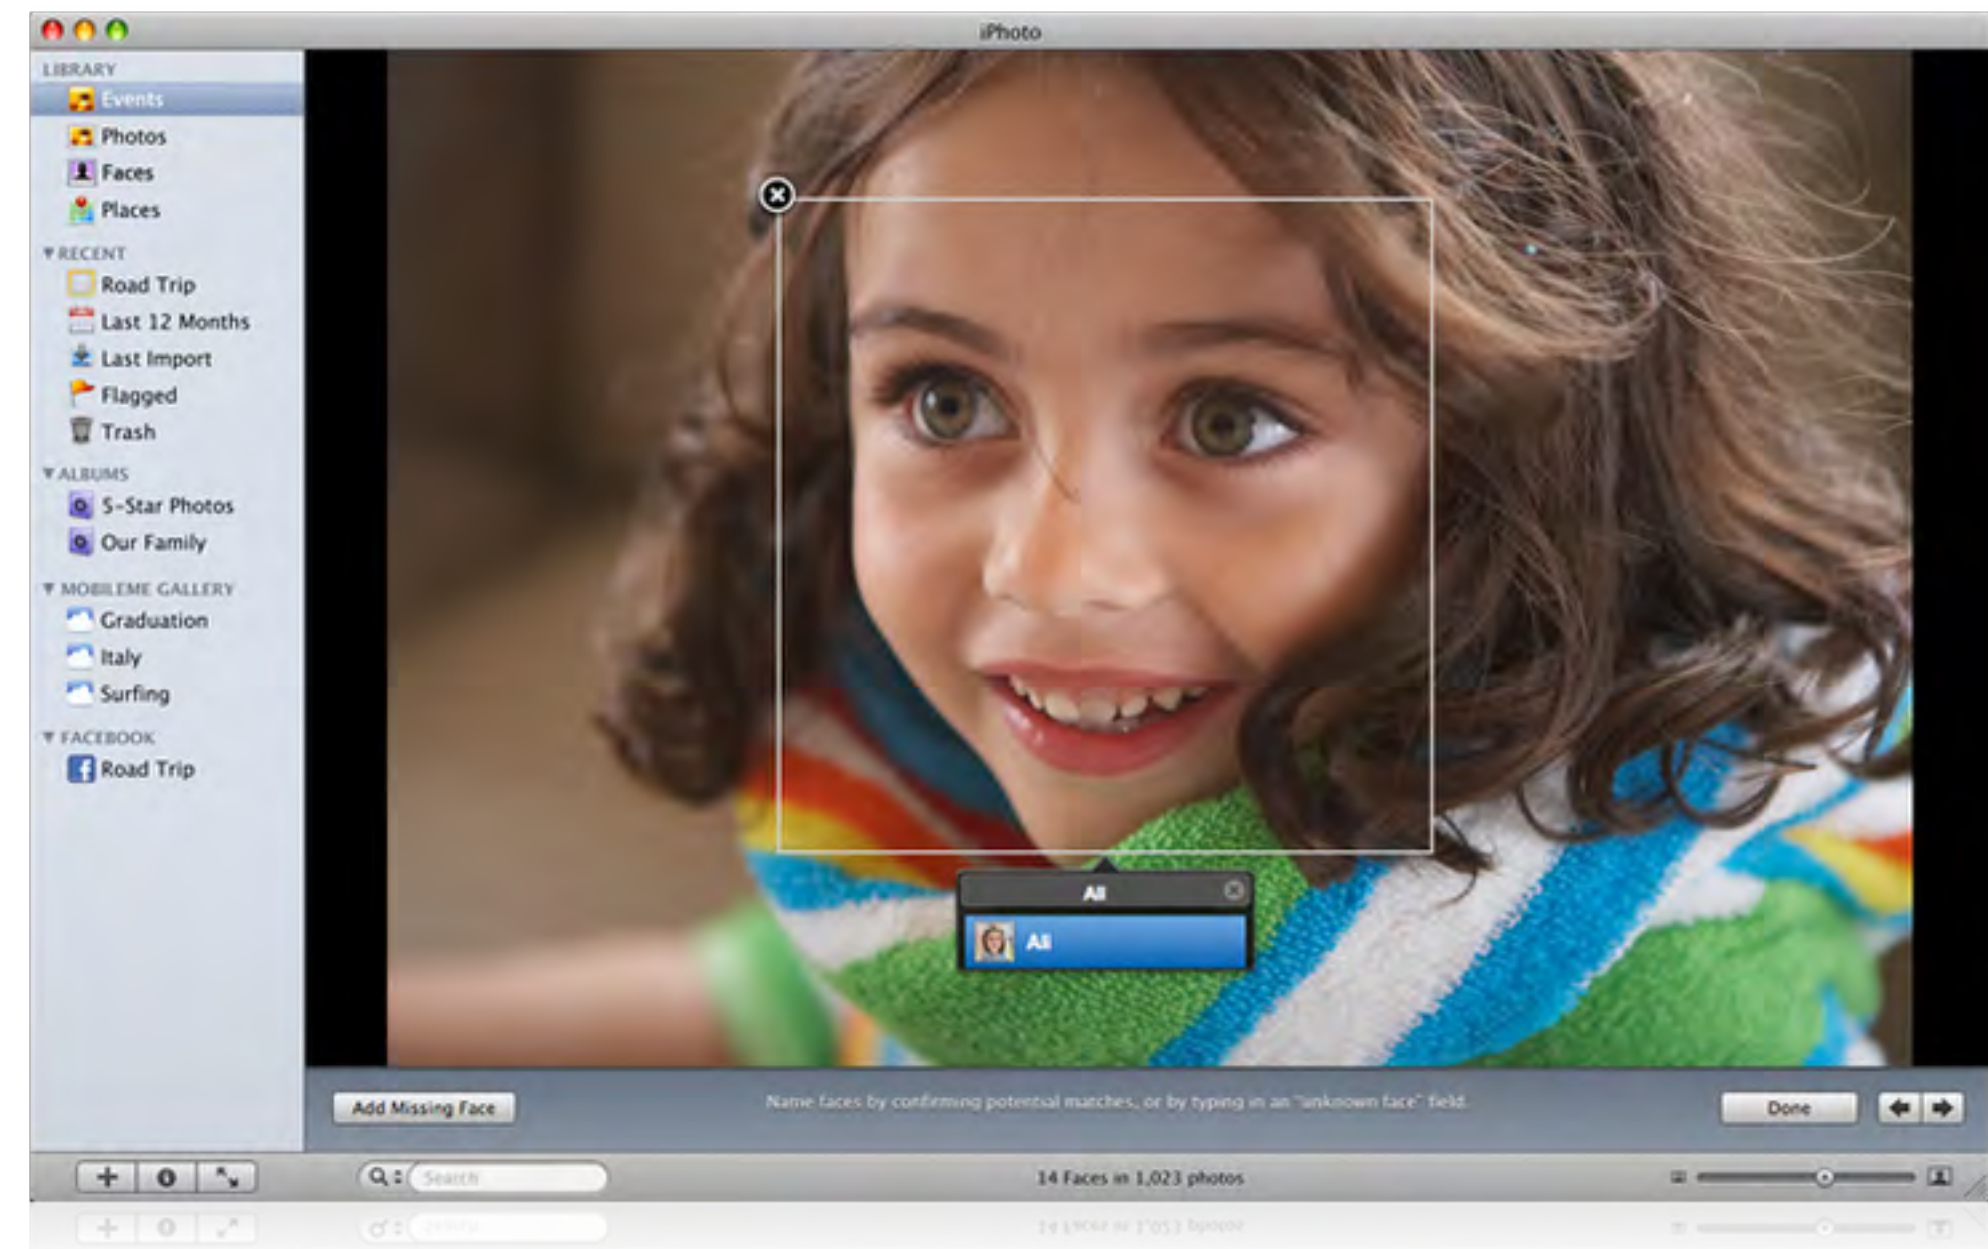 iPhoto
LIBRARY
Events
Photos
Faces
Places
RECENT
Road Trip
Last 12 Months
Last Import
Flagged
Trash
ALBUMS
5-Star Photos
Our Family
MOBILEME GALLERY
Graduation
Italy
Surfing
FACEBOOK
Road Trip
Ali
Ali
Add Missing Face
Name faces by confirming potential matches, or by typing in an "unknown face" field.
Done
Search
14 Faces in 1,023 photos